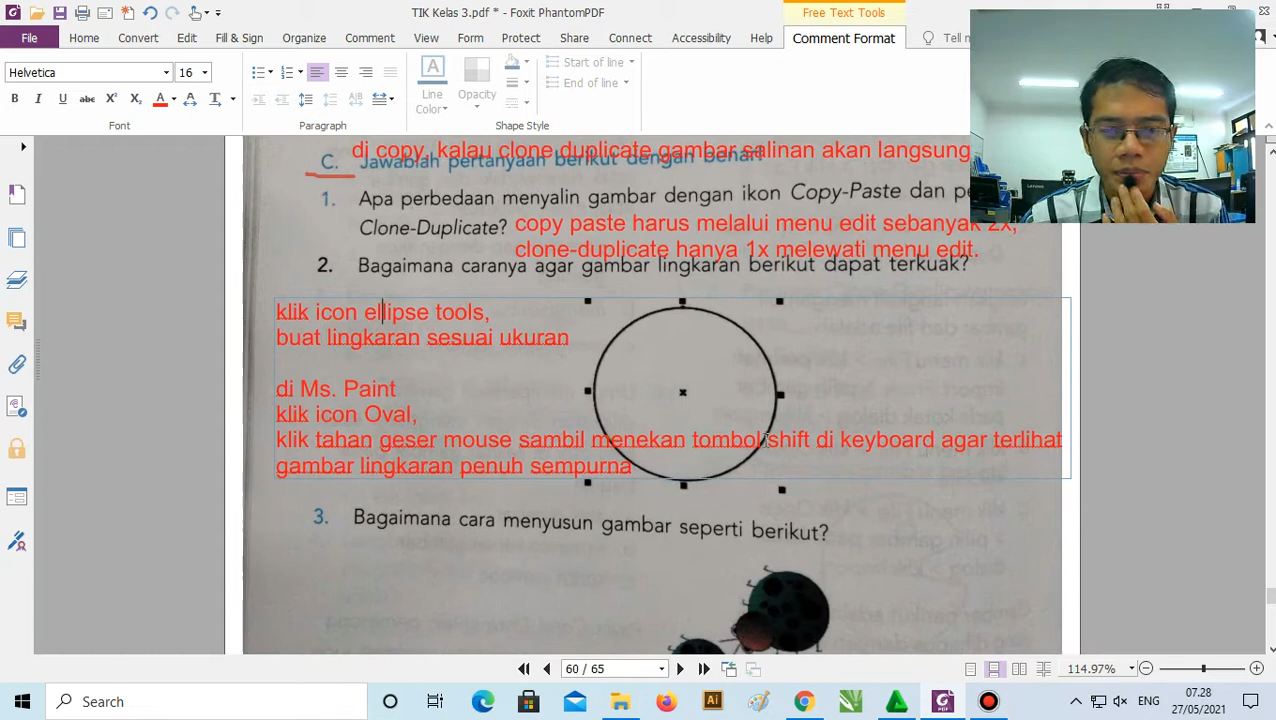 TIK Kelas 3.pdf * - Foxit PhantomPDF
Free Text Tools
File Home Convert Edit Fill & Sign Organize Comment View Form Protect Share Connect Accessibility Help Comment Format Tell m
Helvetica 16
Line Color
Opacity
Start of line
End of line
Font Paragraph Shape Style
di copy, kalau clone duplicate gambar salinan akan langsung
C. Jawablah pertanyaan berikut dengan benar!
1. Apa perbedaan menyalin gambar dengan ikon Copy-Paste dan pe
Clone-Duplicate?
copy paste harus melalui menu edit sebanyak 2x,
clone-duplicate hanya 1x melewati menu edit.
2. Bagaimana caranya agar gambar lingkaran berikut dapat terkuak?
klik icon ellipse tools,
buat lingkaran sesuai ukuran
di Ms. Paint
klik icon Oval,
klik tahan geser mouse sambil menekan tombol shift di keyboard agar terlihat
gambar lingkaran penuh sempurna
3. Bagaimana cara menyusun gambar seperti berikut?
60 / 65
114.97%
Search
ENG
07.28
27/05/2021